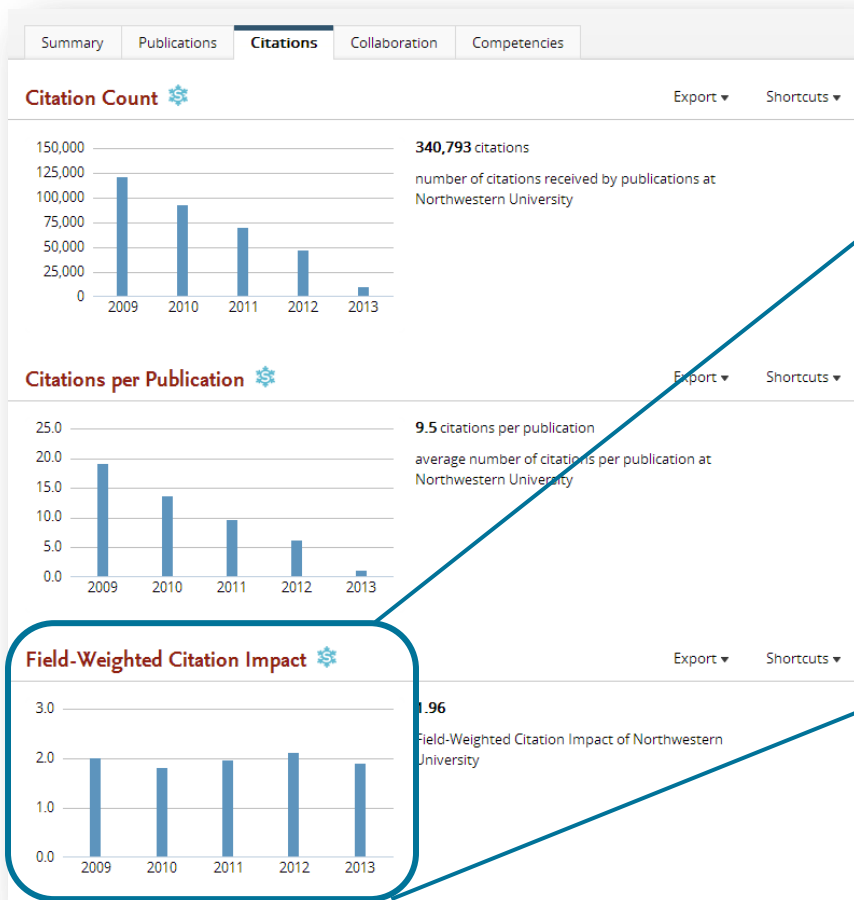 Summary Publications Citations Collaboration Competencies
Citation Count Export Shortcuts
150,000
125,000
100,000
75,000
50,000
25,000
0
2009 2010 2011 2012 2013
340,793 citations
number of citations received by publications at
Northwestern University
Citations per Publication Export Shortcuts
25.0
20.0
15.0
10.0
5.0
0.0
2009 2010 2011 2012 2013
9.5 citations per publication
average number of citations per publication at
Northwestern University
Field-Weighted Citation Impact Export Shortcuts
3.0
2.0
1.0
0.0
2009 2010 2011 2012 2013
1.96
Field-Weighted Citation Impact of Northwestern
University